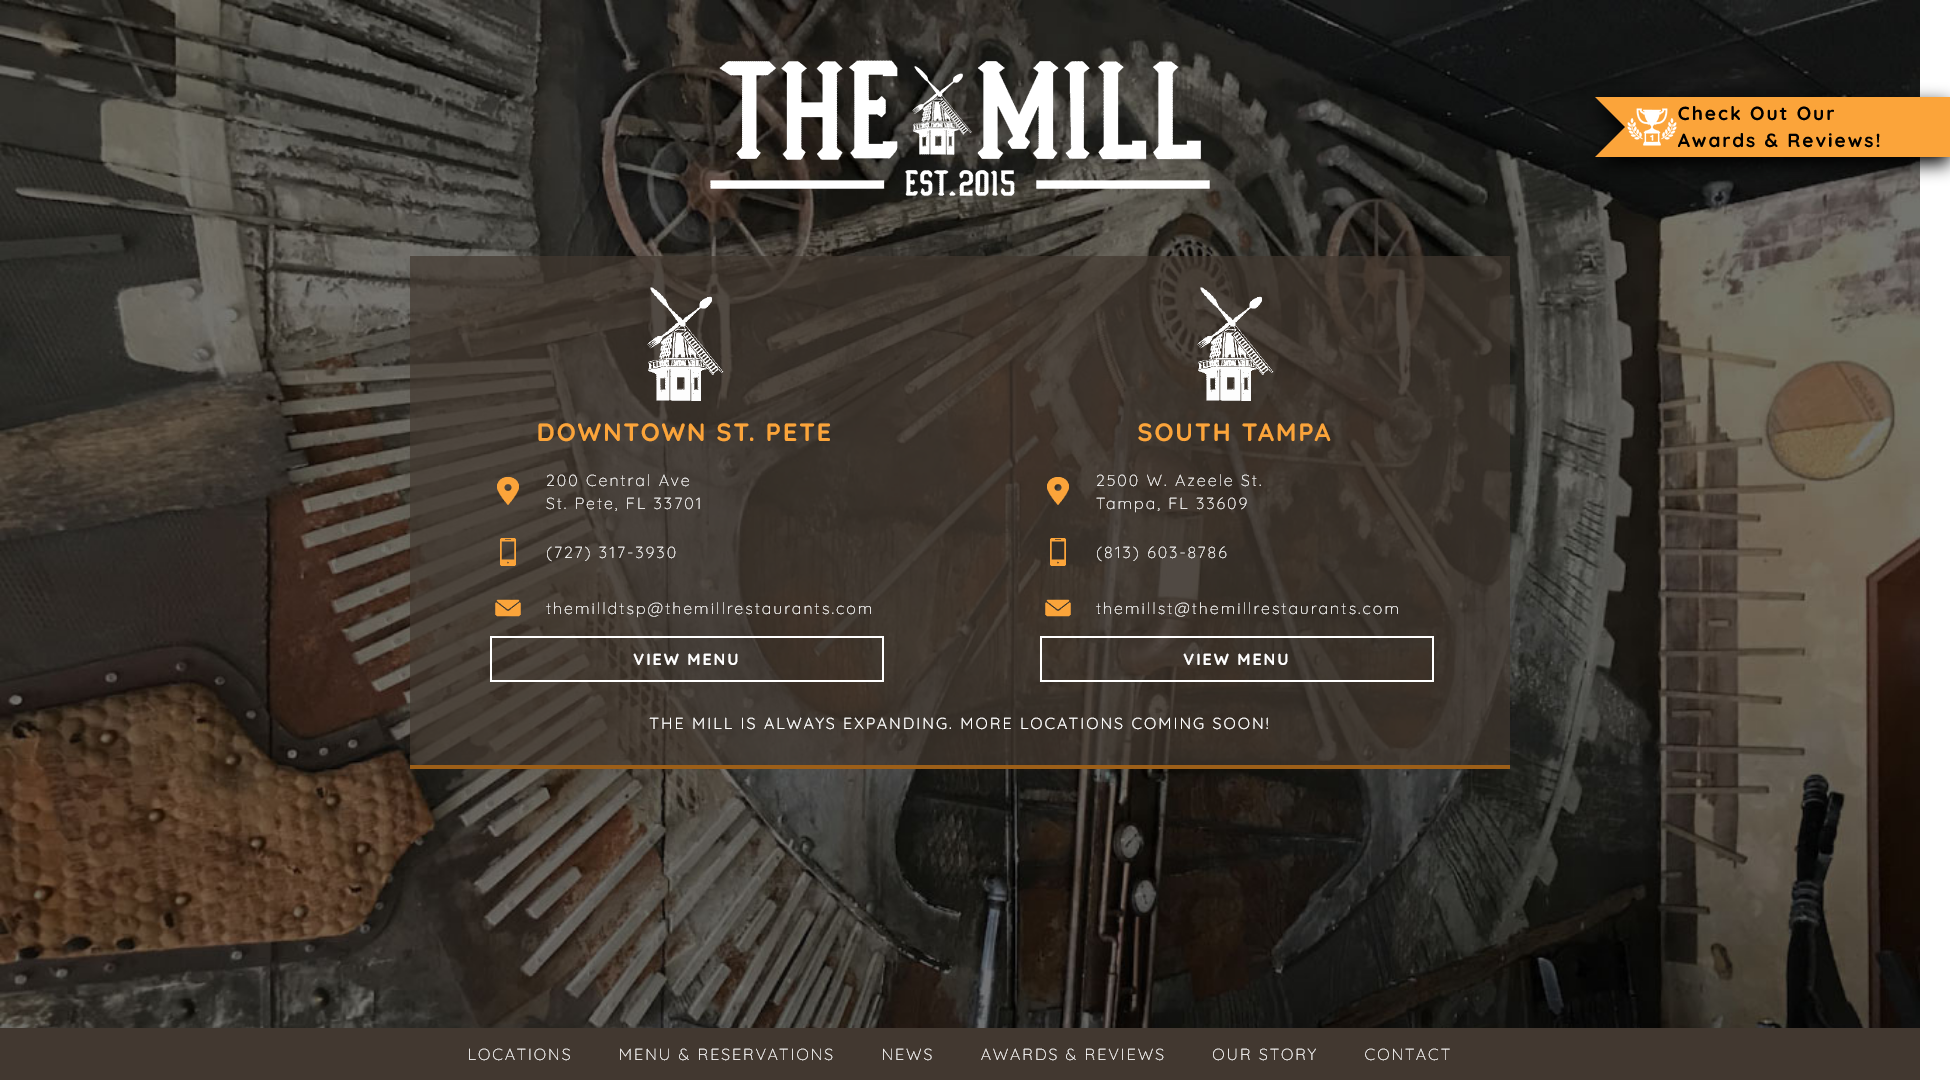 THE MILL
EST.2015
Check Out Our
Awards & Reviews!
DOWNTOWN ST. PETE
200 Central Ave
St. Pete, FL 33701
(727) 317-3930
themilldtsp@themillrestaurants.com
VIEW MENU
SOUTH TAMPA
2500 W. Azeele St.
Tampa, FL 33609
(813) 603-8786
themillst@themillrestaurants.com
VIEW MENU
THE MILL IS ALWAYS EXPANDING. MORE LOCATIONS COMING SOON!
LOCATIONS MENU & RESERVATIONS NEWS AWARDS & REVIEWS OUR STORY CONTACT